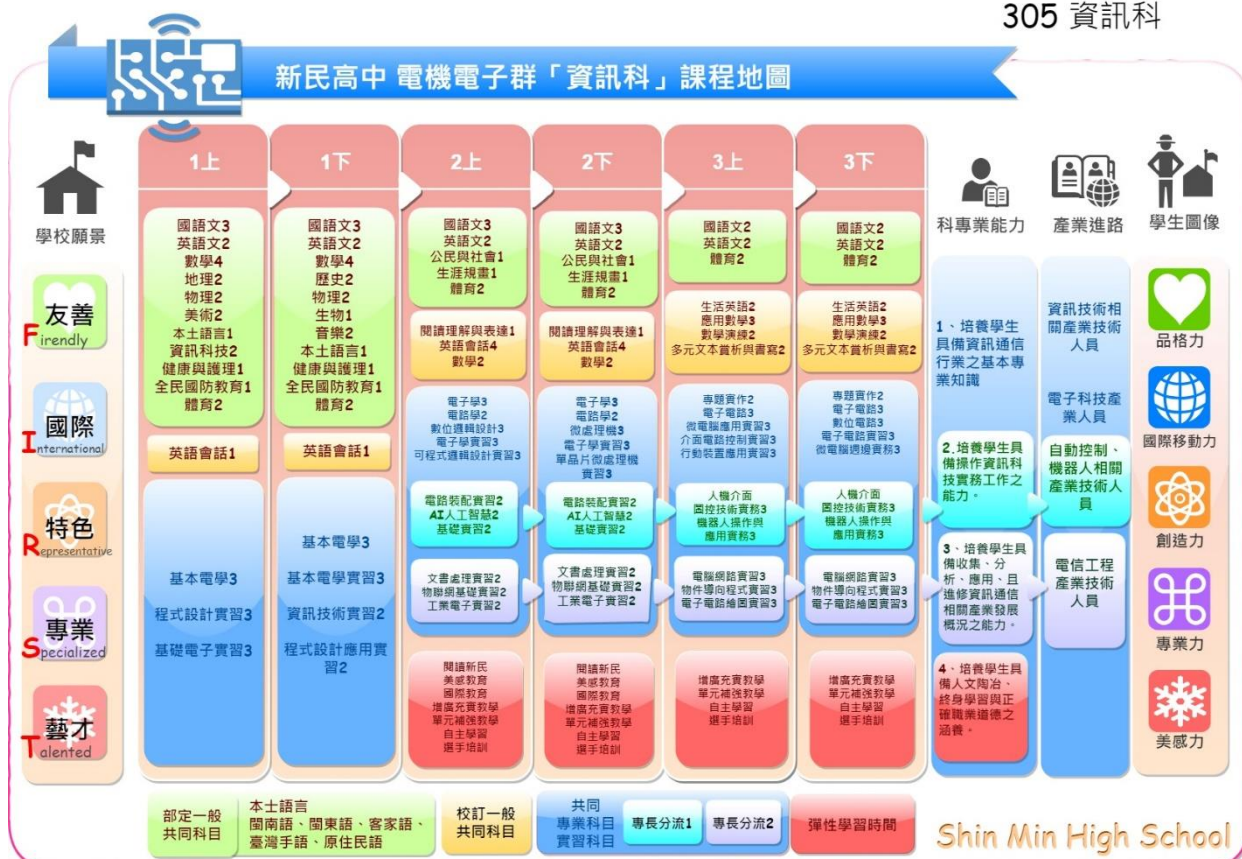 305 資訊科
新民高中 電機電子群「資訊科」課程地圖
學校願景
友善
Firendly
國際
International
特色
Representative
專業
Specialized
藝才
Talented
1上
國語文3
英語文2
數學4
地理2
物理2
美術2
本土語言1
資訊科技2
健康與護理1
全民國防教育1
體育2
英語會話1
基本電學3
程式設計實習3
基礎電子實習3
1下
國語文3
英語文2
數學4
歷史2
物理2
生物1
音樂2
本土語言1
健康與護理1
全民國防教育1
體育2
英語會話1
基本電學3
基本電學實習3
資訊技術實習2
程式設計應用實
習2
2上
國語文3
英語文2
公民與社會1
生涯規畫1
體育2
閱讀理解與表達1
英語會話4
數學2
電子學3
電路學2
數位邏輯設計3
電子學實習3
可程式邏輯設計實習3
電路裝配實習2
AI人工智慧2
基礎實習2
文書處理實習2
物聯網基礎實習2
工業電子實習2
閱讀新民
美感教育
國際教育
增廣充實教學
單元補強教學
自主學習
選手培訓
2下
國語文3
英語文2
公民與社會1
生涯規畫1
體育2
閱讀理解與表達1
英語會話4
數學2
電子學3
電路學2
微處理機3
電子學實習3
單晶片微處理機
實習3
電路裝配實習2
AI人工智慧2
基礎實習2
文書處理實習2
物聯網基礎實習2
工業電子實習2
閱讀新民
美感教育
國際教育
增廣充實教學
單元補強教學
自主學習
選手培訓
3上
國語文2
英語文2
體育2
生活英語2
應用數學3
數學演練2
多元文本賞析與書寫2
專題實作2
電子電路3
微電腦應用實習3
介面電路控制實習3
行動裝置應用實習3
人機介面
圖控技術實務3
機器人操作與
應用實務3
電腦網路實習3
物件導向程式實習3
電子電路繪圖實習3
增廣充實教學
單元補強教學
自主學習
選手培訓
3下
國語文2
英語文2
體育2
生活英語2
應用數學3
數學演練2
多元文本賞析與書寫2
專題實作2
電子電路3
數位電路3
電子電路實習3
微電腦週邊實務3
人機介面
圖控技術實務3
機器人操作與
應用實務3
電腦網路實習3
物件導向程式實習3
電子電路繪圖實習3
增廣充實教學
單元補強教學
自主學習
選手培訓
科專業能力
1、培養學生
具備資訊通信
行業之基本專
業知識
2.培養學生具
備操作資訊科
技實務工作之
能力。
3、培養學生具
備收集、分
析、應用、且
進修資訊通信
相關產業發展
概況之能力。
4、培養學生具
備人文陶冶、
終身學習與正
確職業道德之
涵養。
產業進路
資訊技術相
關產業技術
人員
電子科技產
業人員
自動控制、
機器人相關
產業技術人
員
電信工程
產業技術
人員
學生圖像
品格力
國際移動力
創造力
專業力
美感力
部定一般
共同科目
本土語言
閩南語、閩東語、客家語、
臺灣手語、原住民語
校訂一般
共同科目
共同
專業科目
實習科目
專長分流1
專長分流2
彈性學習時間
Shin Min High School